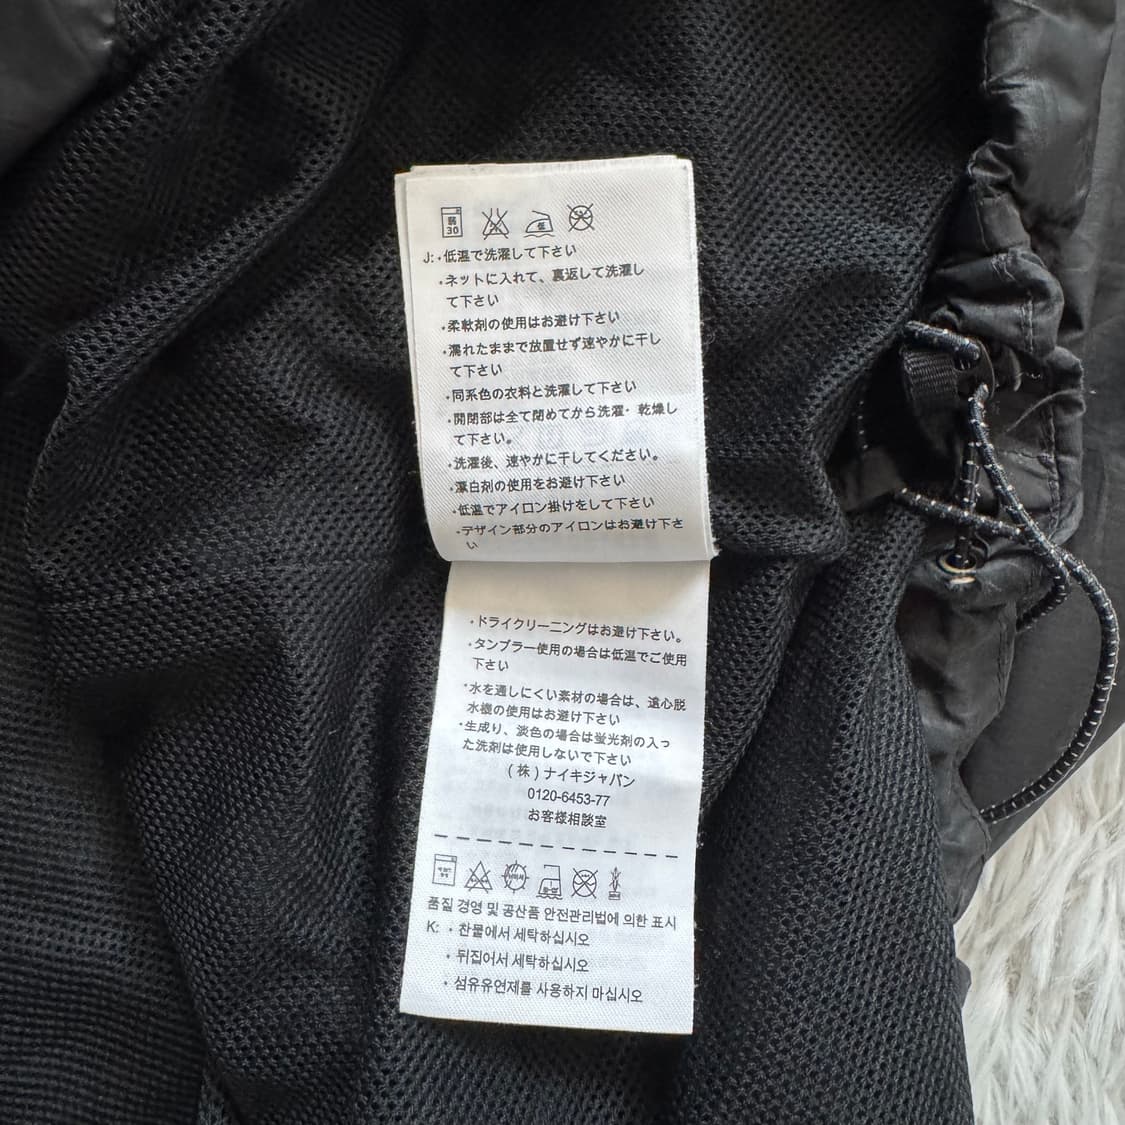 弱
30
低
J:・低温で洗濯して下さい
・ネットに入れて、裏返して洗濯し
て下さい
・柔軟剤の使用はお避け下さい
・濡れたままで放置せず速やかに干し
て下さい
・同系色の衣料と洗濯して下さい
・開閉部は全て閉めてから洗濯・乾燥し
て下さい。
・洗濯後、速やかに干してください。
・漂白剤の使用をお避け下さい
・低温でアイロン掛けをして下さい
・デザイン部分のアイロンはお避け下さ
い
・ドライクリーニングはお避け下さい。
・タンブラー使用の場合は低温でご使用
下さい
・水を通しにくい素材の場合は、遠心脱
水機の使用はお避け下さい
・生成り、淡色の場合は蛍光剤の入っ
た洗剤は使用しないで下さい
(株)ナイキジャパン
0120-6453-77
お客様相談室
품질 경영 및 공산품 안전관리법에 의한 표시
K: ・찬물에서 세탁하십시오
・뒤집어서 세탁하십시오
・섬유유연제를 사용하지 마십시오